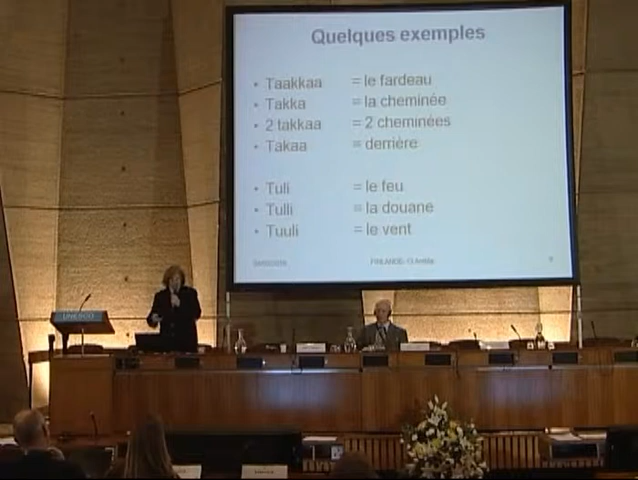 Quelques exemples
• Taakkaa = le fardeau
• Takka = la cheminée
• 2 takkaa = 2 cheminées
• Takaa = derrière
• Tuli = le feu
• Tulli = la douane
• Tuuli = le vent
FINLANDE
UNESCO